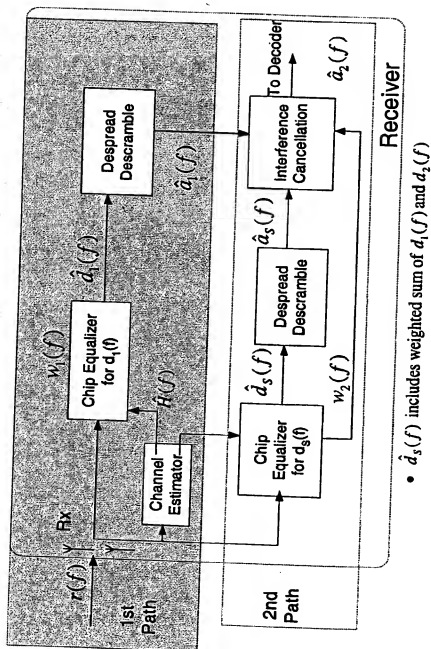 r(f)
Rx
1st
Path
Channel
Estimator
Ĥ(f)
w₁(f)
Chip Equalizer
for d₁(f)
d̂₁(f)
Despread
Descramble
â₁(f)
2nd
Path
Chip
Equalizer
for dₛ(f)
d̂ₛ(f)
w₂(f)
Despread
Descramble
âₛ(f)
Interference
Cancellation
To Decoder
â₂(f)
Receiver
• d̂ₛ(f) includes weighted sum of d₁(f) and d₂(f)